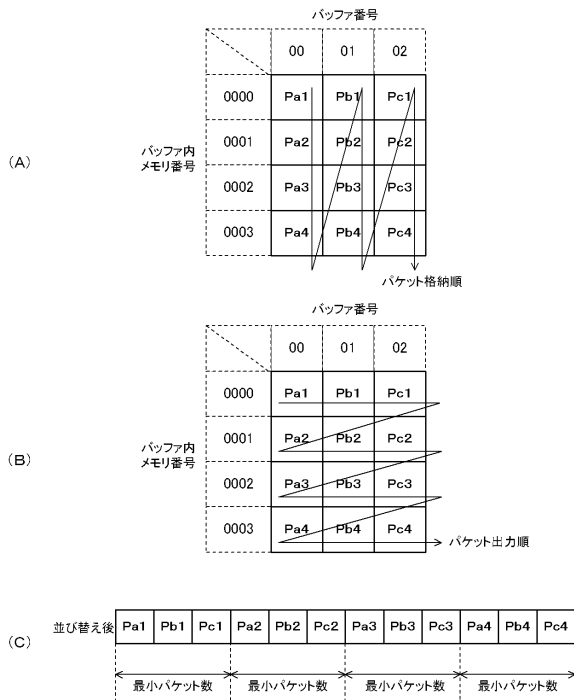 バッファ番号
00 01 02
0000 Pa1 Pb1 Pc1
0001 Pa2 Pb2 Pc2
バッファ内
メモリ番号
(A)
0002 Pa3 Pb3 Pc3
0003 Pa4 Pb4 Pc4
パケット格納順
バッファ番号
00 01 02
0000 Pa1 Pb1 Pc1
0001 Pa2 Pb2 Pc2
バッファ内
メモリ番号
(B)
0002 Pa3 Pb3 Pc3
0003 Pa4 Pb4 Pc4
パケット出力順
(C)
並び替え後 Pa1 Pb1 Pc1 Pa2 Pb2 Pc2 Pa3 Pb3 Pc3 Pa4 Pb4 Pc4
最小パケット数 最小パケット数 最小パケット数 最小パケット数